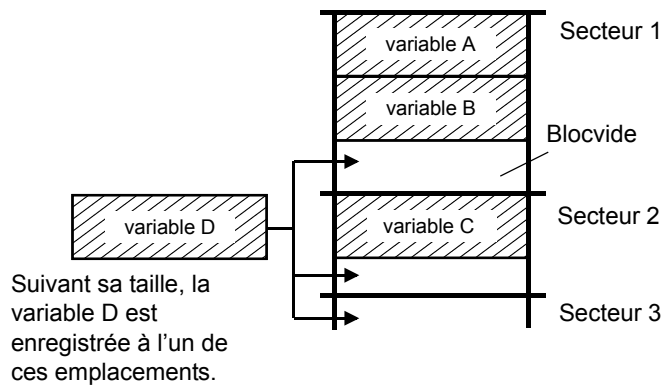 variable A
Secteur 1
variable B
Blocvide
variable D
variable C
Secteur 2
Suivant sa taille, la
variable D est
enregistrée à l’un de
ces emplacements.
Secteur 3